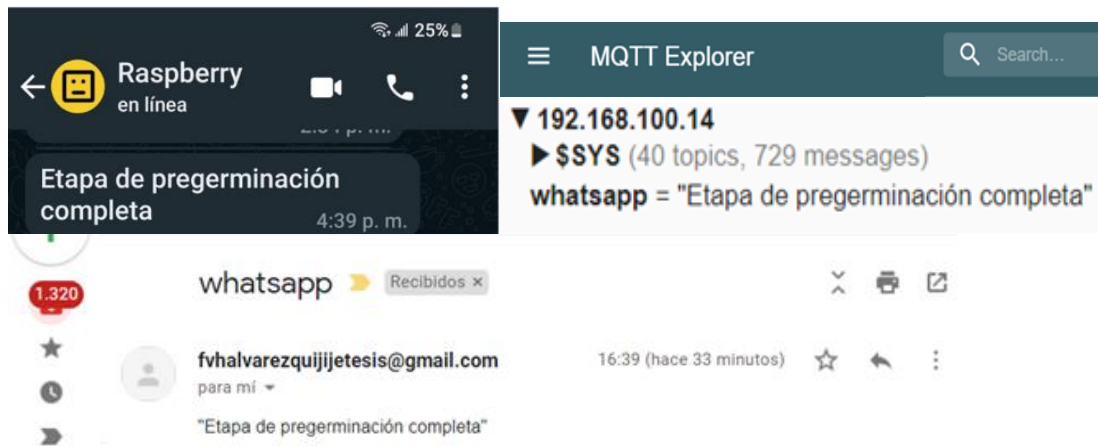 25%
Raspberry
en línea
Etapa de pregerminación
completa
4:39 p. m.
MQTT Explorer
Search...
▼ 192.168.100.14
▶ $SYS (40 topics, 729 messages)
whatsapp = "Etapa de pregerminación completa"
1.320
whatsapp
Recibidos ×
fvhalvarezquijijetesis@gmail.com
16:39 (hace 33 minutos)
para mí
"Etapa de pregerminación completa"